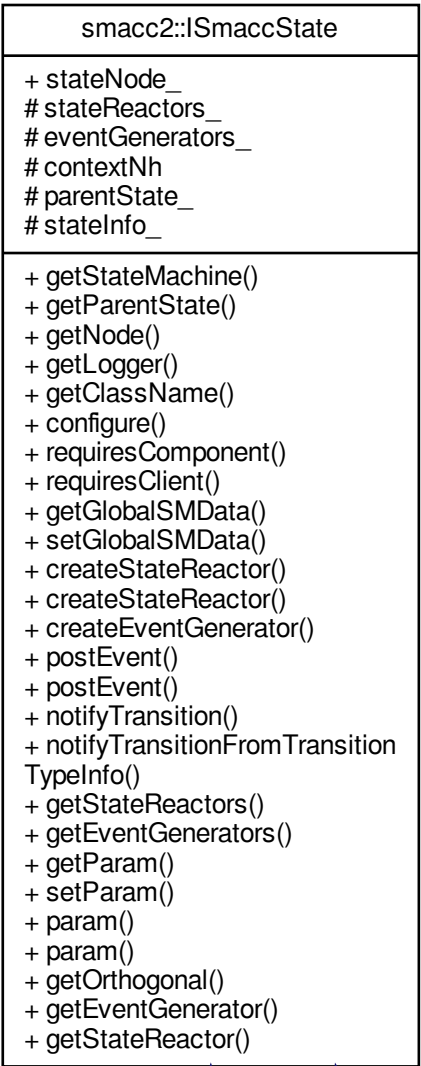 smacc2::ISmaccState
+ stateNode_
# stateReactors_
# eventGenerators_
# contextNh
# parentState_
# stateInfo_
+ getStateMachine()
+ getParentState()
+ getNode()
+ getLogger()
+ getClassName()
+ configure()
+ requiresComponent()
+ requiresClient()
+ getGlobalSMData()
+ setGlobalSMData()
+ createStateReactor()
+ createStateReactor()
+ createEventGenerator()
+ postEvent()
+ postEvent()
+ notifyTransition()
+ notifyTransitionFromTransition
TypeInfo()
+ getStateReactors()
+ getEventGenerators()
+ getParam()
+ setParam()
+ param()
+ param()
+ getOrthogonal()
+ getEventGenerator()
+ getStateReactor()